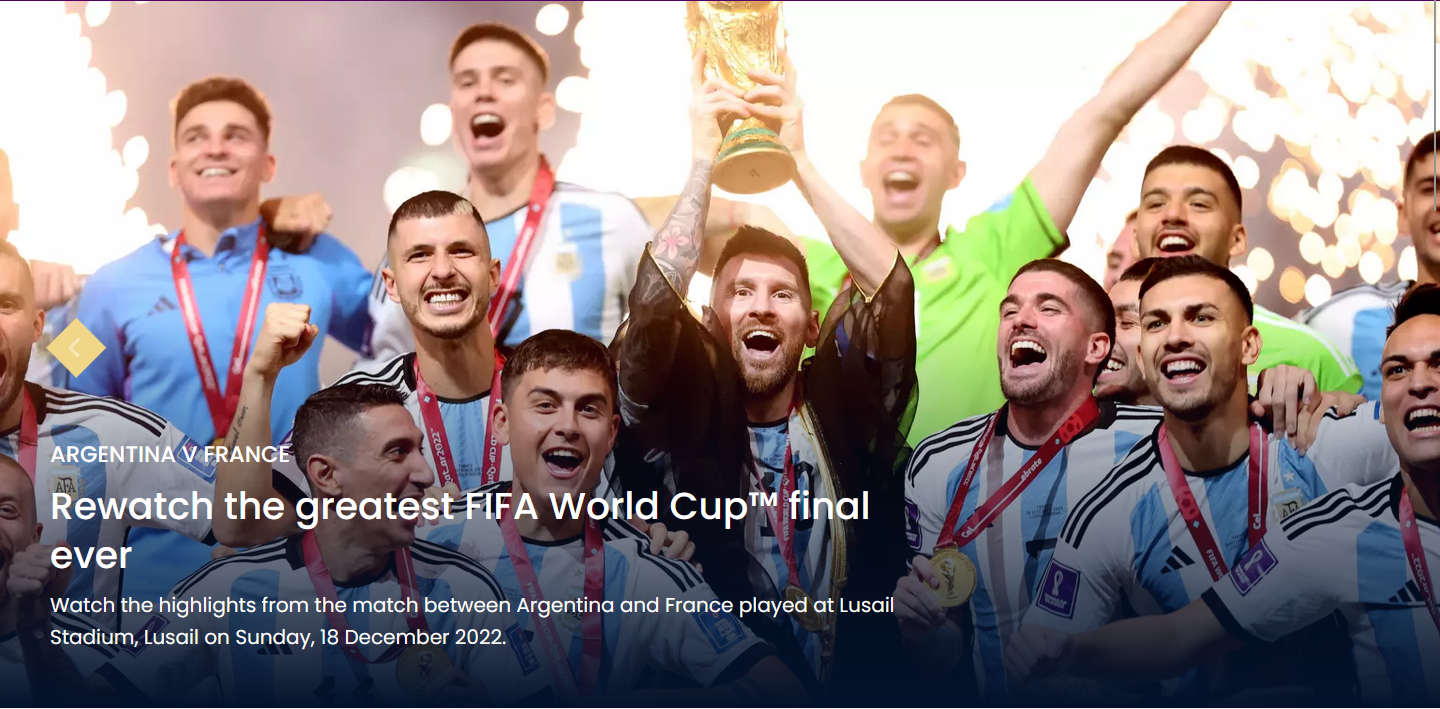 ARGENTINA V FRANCE
Rewatch the greatest FIFA World Cup™ final
ever
Watch the highlights from the match between Argentina and France played at Lusail
Stadium, Lusail on Sunday, 18 December 2022.